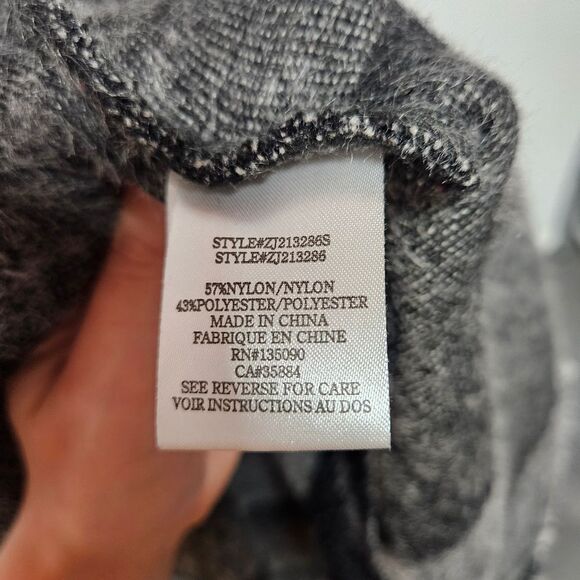 STYLE#ZJ213286S
STYLE#ZJ213286
57%NYLON/NYLON
43%POLYESTER/POLYESTER
MADE IN CHINA
FABRIQUE EN CHINE
RN#135090
CA#35884
SEE REVERSE FOR CARE
VOIR INSTRUCTIONS AU DOS